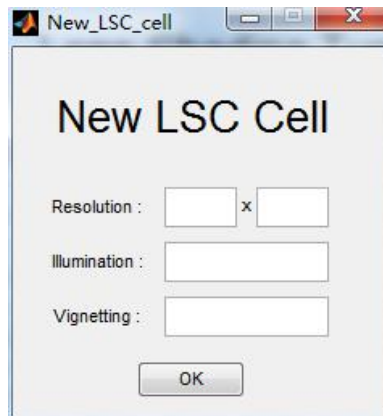 New_LSC_cell
New LSC Cell
Resolution : x
Illumination :
Vignetting :
OK